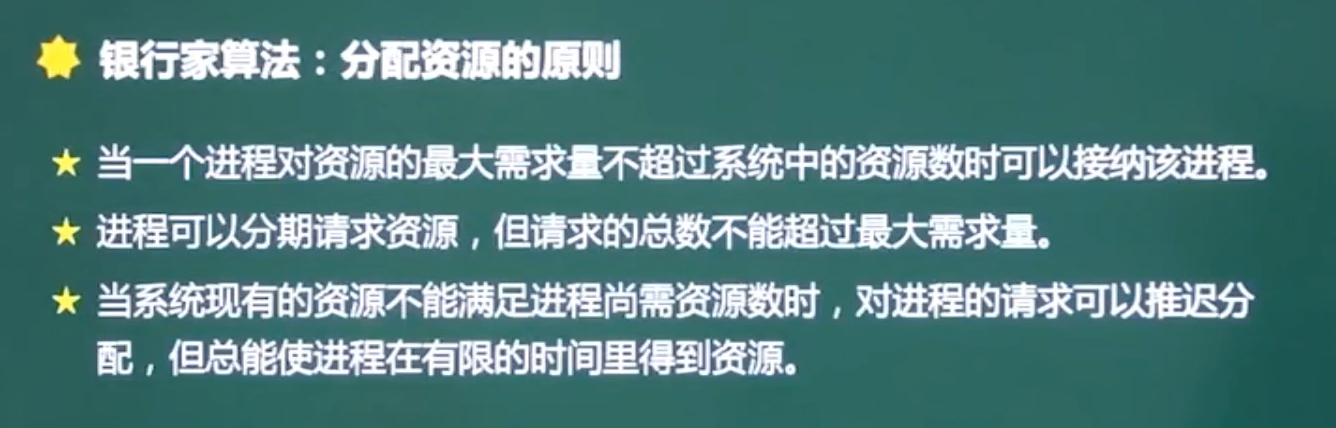 银行家算法：分配资源的原则
当一个进程对资源的最大需求量不超过系统中的资源数时可以接纳该进程。
进程可以分期请求资源，但请求的总数不能超过最大需求量。
当系统现有的资源不能满足进程尚需资源数时，对进程的请求可以推迟分
配，但总能使进程在有限的时间里得到资源。